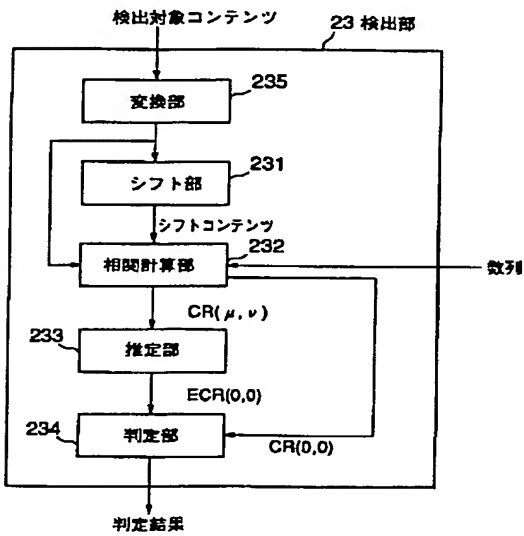 検出対象コンテンツ
23 検出部
235
変換部
231
シフト部
シフトコンテンツ
232
相関計算部
数列
CR(μ,ν)
233
推定部
ECR(0,0)
234
判定部
CR(0,0)
判定結果